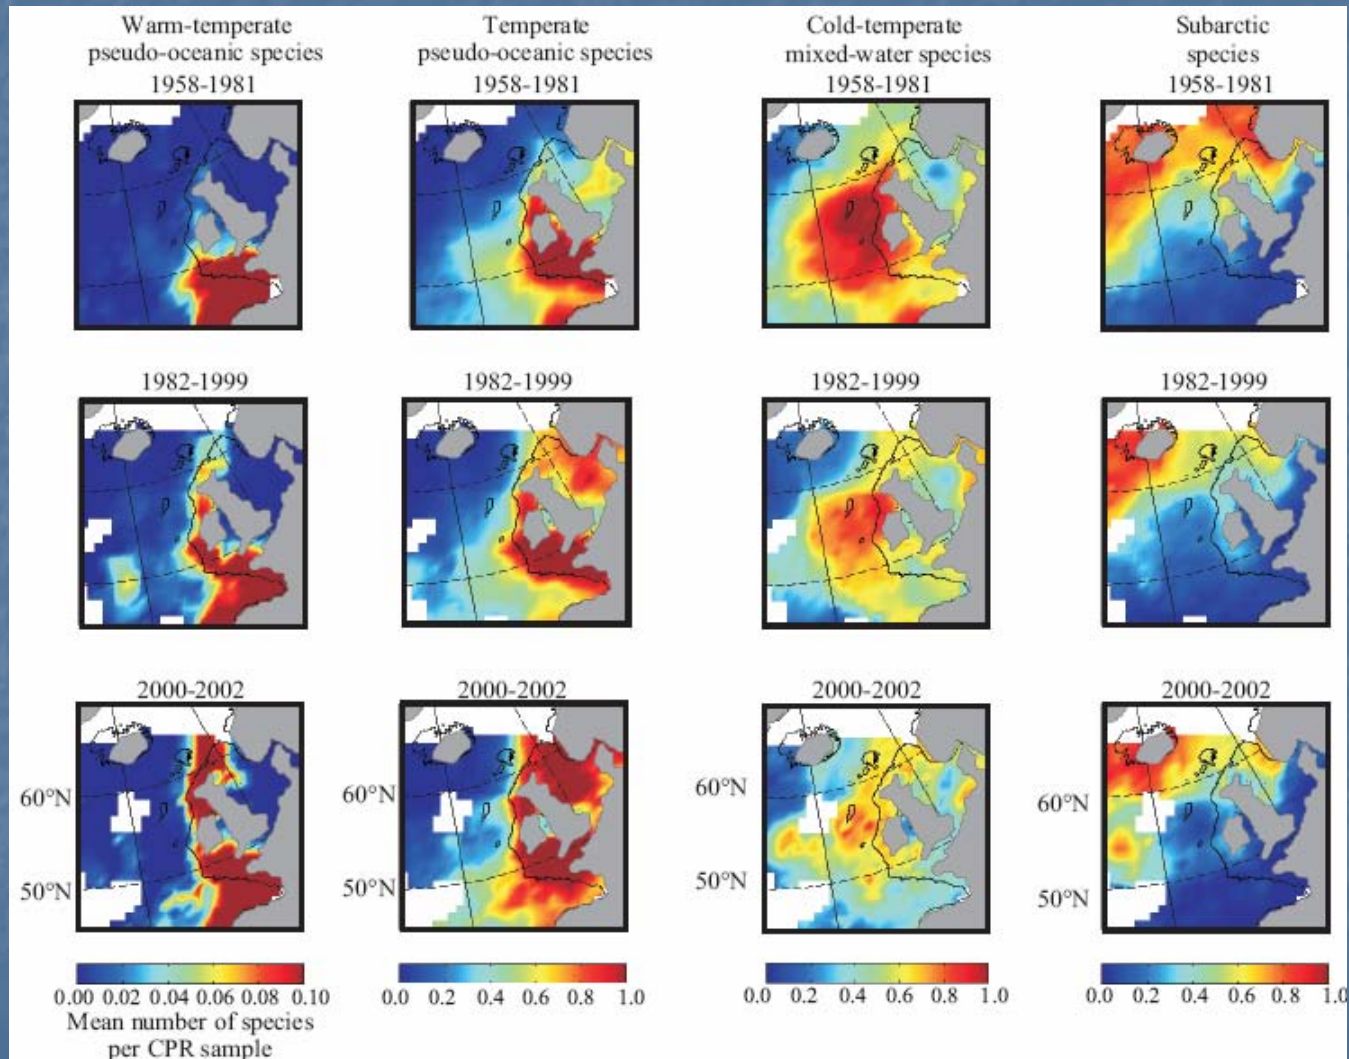 Warm-temperate
pseudo-oceanic species
1958-1981
Temperate
pseudo-oceanic species
1958-1981
Cold-temperate
mixed-water species
1958-1981
Subarctic
species
1958-1981
1982-1999
1982-1999
1982-1999
1982-1999
2000-2002
2000-2002
2000-2002
2000-2002
60°N
50°N
60°N
50°N
60°N
50°N
60°N
50°N
0.00 0.02 0.04 0.06 0.08 0.10
Mean number of species
per CPR sample
0.0 0.2 0.4 0.6 0.8 1.0
0.0 0.2 0.4 0.6 0.8 1.0
0.0 0.2 0.4 0.6 0.8 1.0